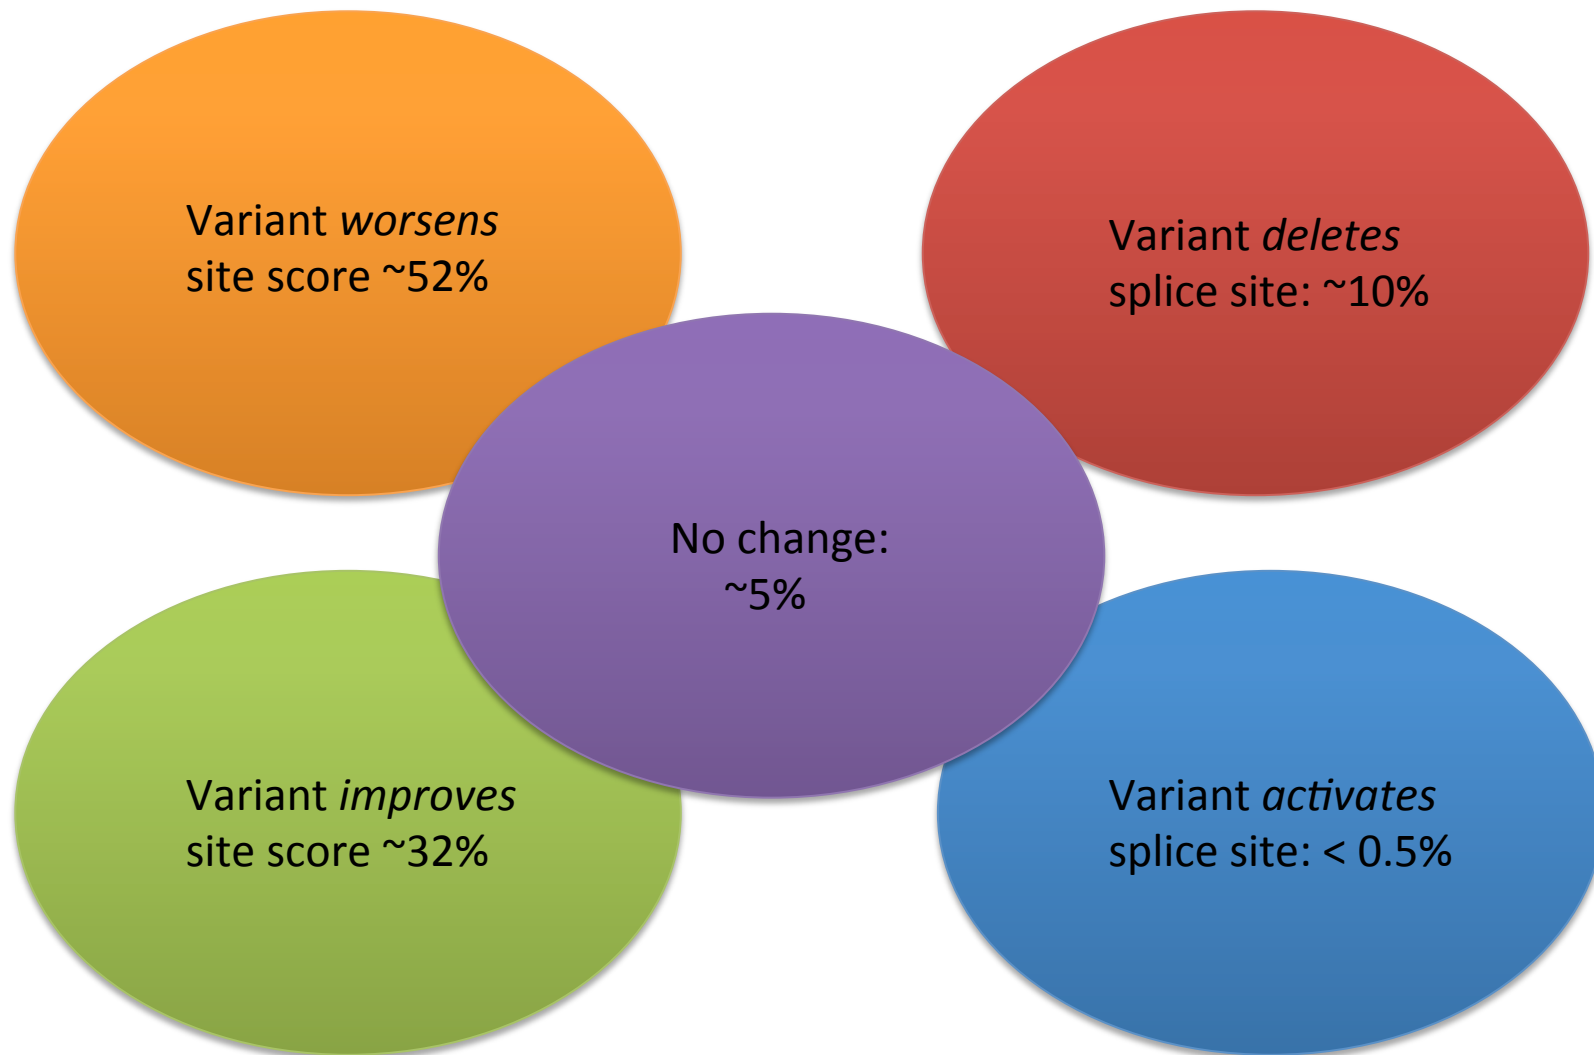 Variant worsens
site score ~52%
Variant deletes
splice site: ~10%
No change:
~5%
Variant improves
site score ~32%
Variant activates
splice site: < 0.5%